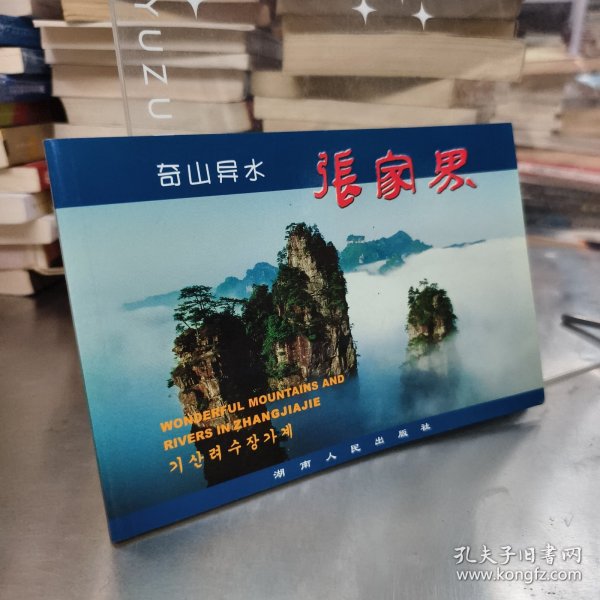 YUZU
奇山异水
張家界
WONDERFUL MOUNTAINS AND
RIVERS IN ZHANGJIAJIE
기산려수장가계
湖南人民出版社
孔夫子旧书网
www.kongfz.com